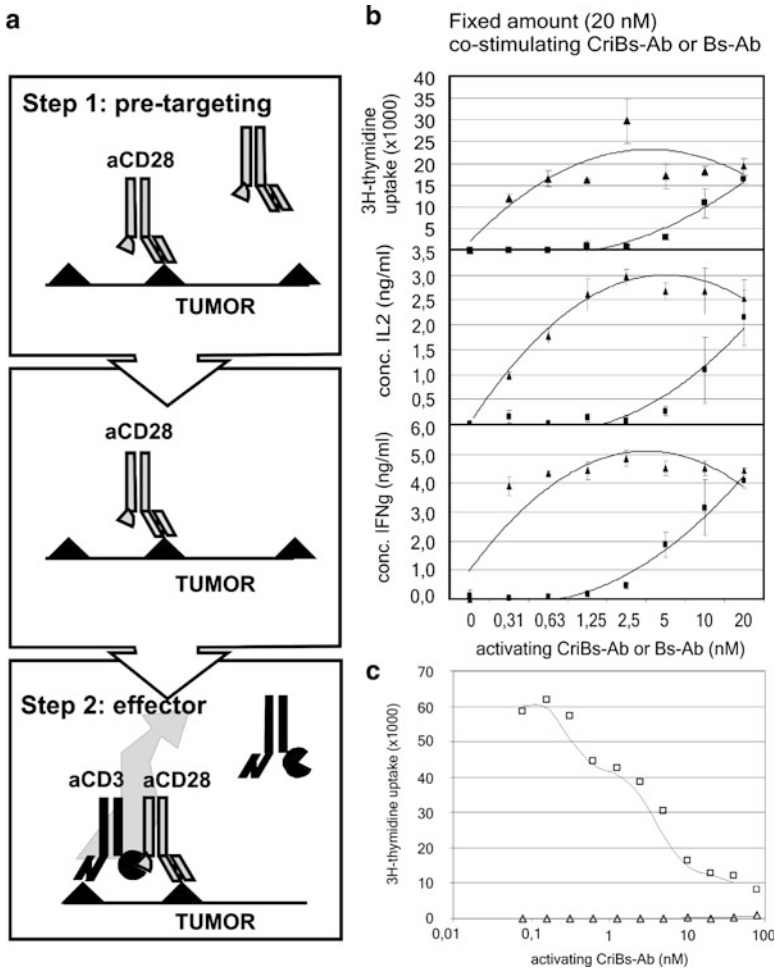 a
Step 1: pre-targeting
aCD28
TUMOR
aCD28
TUMOR
Step 2: effector
aCD3 aCD28
TUMOR
b
Fixed amount (20 nM)
co-stimulating CriBs-Ab or Bs-Ab
3H-thymidine
uptake (x1000)
40
35
30
25
20
15
10
5
conc. IL2 (ng/ml)
3,5
3,0
2,5
2,0
1,5
1,0
0,5
conc. IFNg (ng/ml)
6,0
5,0
4,0
3,0
2,0
1,0
0,0
0 0,31 0,63 1,25 2,5 5 10 20
activating CriBs-Ab or Bs-Ab (nM)
c
3H-thymidine uptake (x1000)
70
60
50
40
30
20
10
0
0,01 0,1 1 10 100
activating CriBs-Ab (nM)